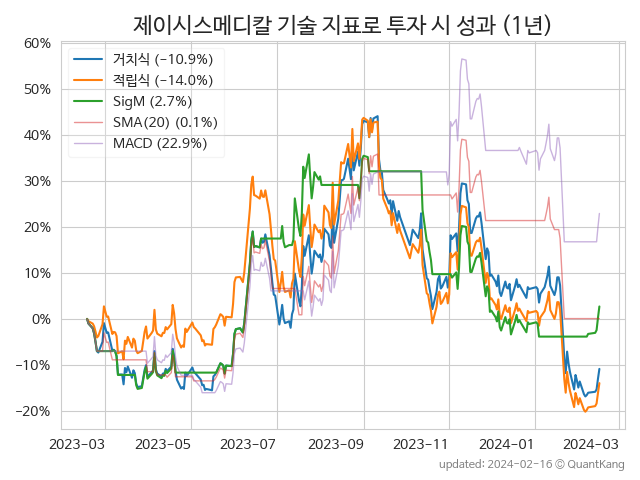 제이시스메디칼 기술 지표로 투자 시 성과 (1년)
60%
50%
40%
30%
20%
10%
0%
−10%
−20%
거치식 (−10.9%)
적립식 (−14.0%)
SigM (2.7%)
SMA(20) (0.1%)
MACD (22.9%)
2023−03
2023−05
2023−07
2023−09
2023−11
2024−01
2024−03
updated: 2024−02−16 © QuantKang